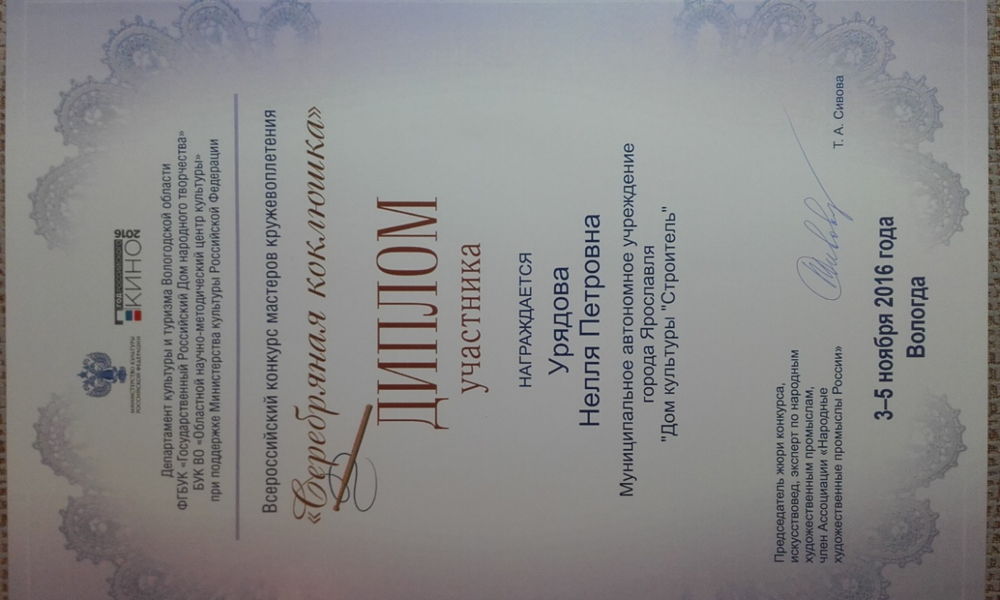 МИНИСТЕРСТВО КУЛЬТУРЫ
РОССИЙСКОЙ ФЕДЕРАЦИИ
ГОД РОССИЙСКОГО
КИНО 2016
Департамент культуры и туризма Вологодской области
ФГБУК «Государственный Российский Дом народного творчества»
БУК ВО «Областной научно-методический центр культуры»
при поддержке Министерства культуры Российской Федерации
Всероссийский конкурс мастеров кружевоплетения
«Серебряная коклюшка»
ДИПЛОМ
участника
НАГРАЖДАЕТСЯ
Урядова
Нелля Петровна
Муниципальное автономное учреждение
города Ярославля
"Дом культуры "Строитель"
Председатель жюри конкурса,
искусствовед, эксперт по народным
художественным промыслам,
член Ассоциации «Народные
художественные промыслы России»
Т. А. Сивова
3–5 ноября 2016 года
Вологда